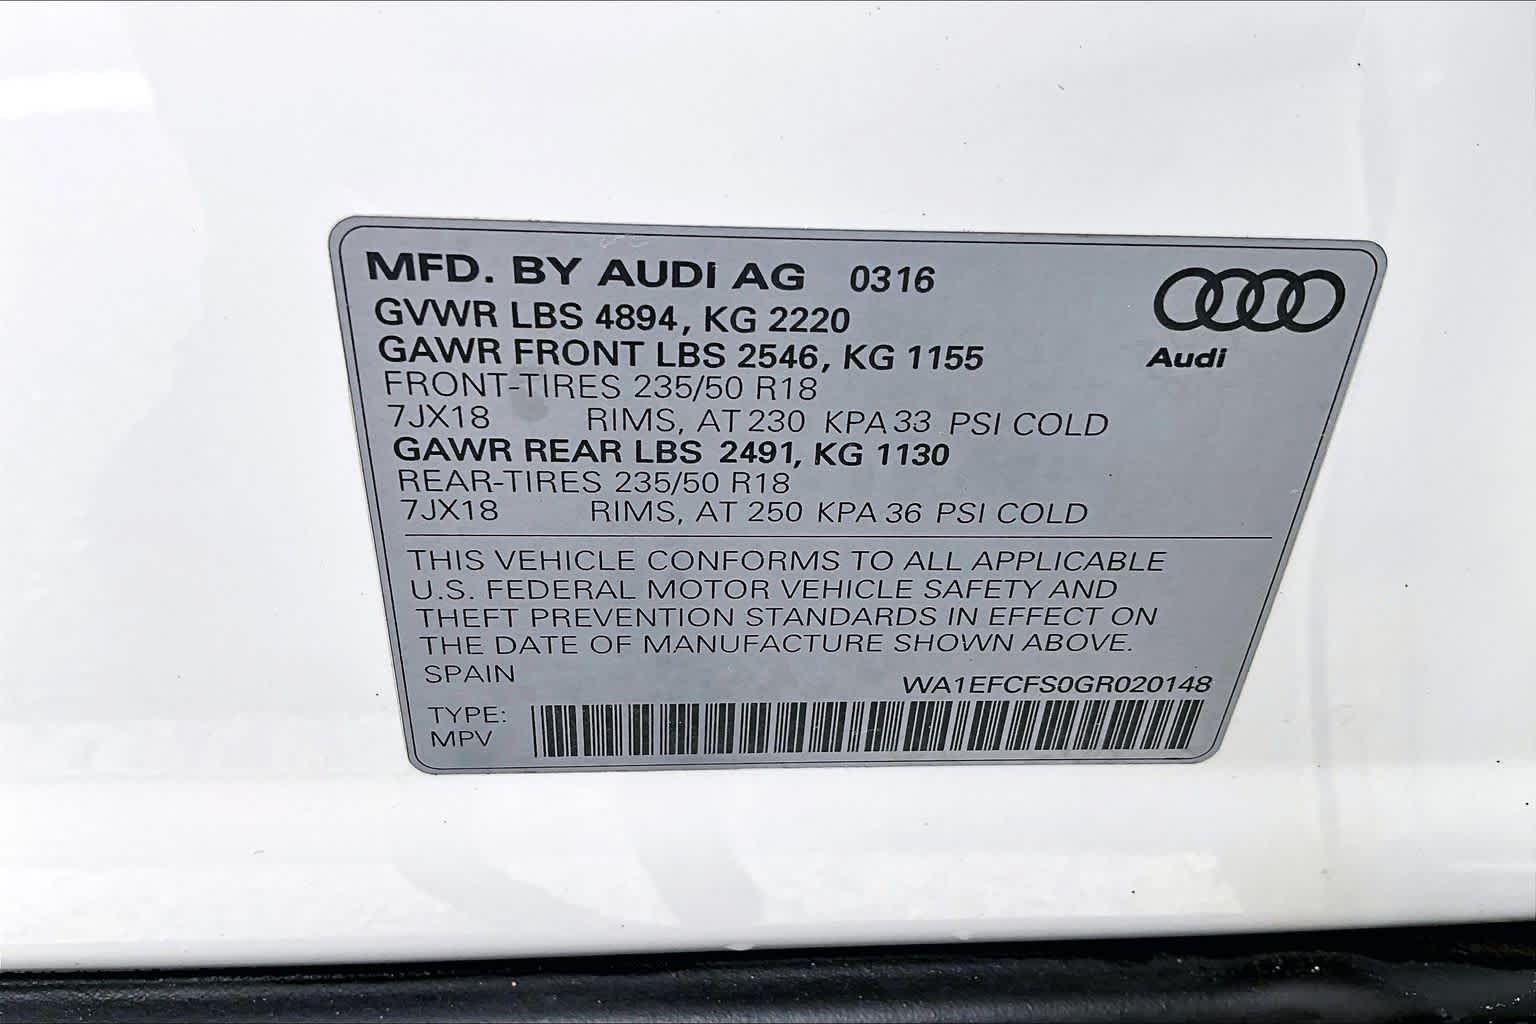 MFD. BY AUDI AG 0316
GVWR LBS 4894, KG 2220
GAWR FRONT LBS 2546, KG 1155
FRONT-TIRES 235/50 R18
7JX18 RIMS, AT 230 KPA 33 PSI COLD
GAWR REAR LBS 2491, KG 1130
REAR-TIRES 235/50 R18
7JX18 RIMS, AT 250 KPA 36 PSI COLD
Audi
THIS VEHICLE CONFORMS TO ALL APPLICABLE
U.S. FEDERAL MOTOR VEHICLE SAFETY AND
THEFT PREVENTION STANDARDS IN EFFECT ON
THE DATE OF MANUFACTURE SHOWN ABOVE.
SPAIN
WA1EFCFS0GR020148
TYPE:
MPV